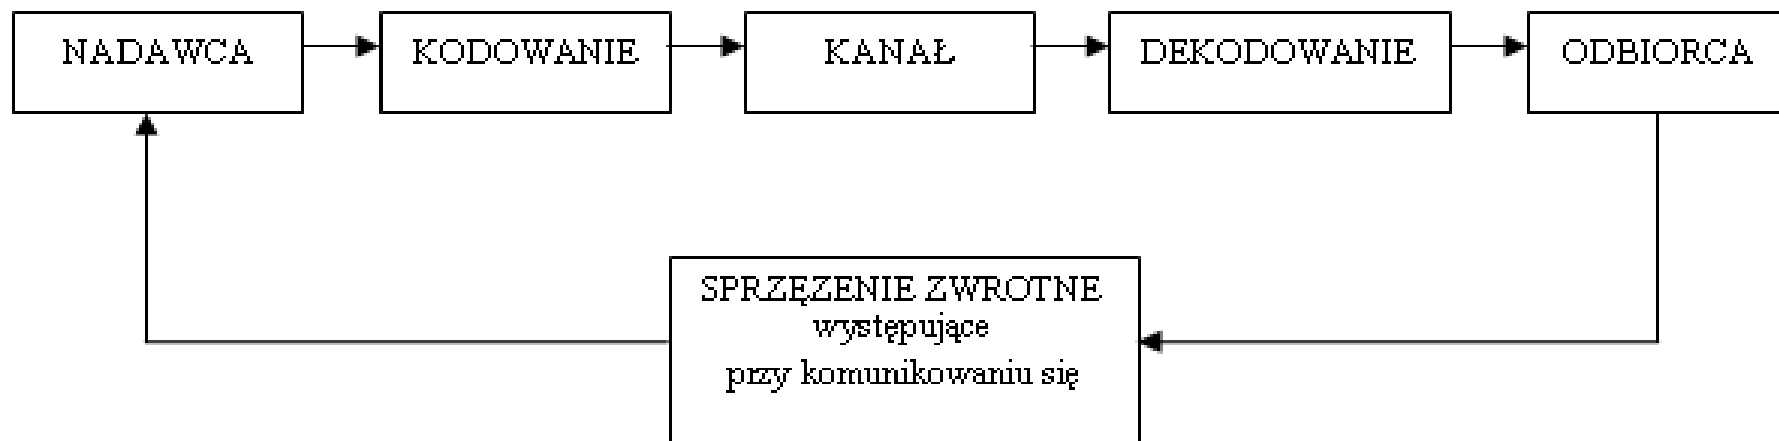 NADAWCA
KODOWANIE
KANAŁ
DEKODOWANIE
ODBIORCA
SPRZĘZENIE ZWROTNE
występujące
przy komunikowaniu się